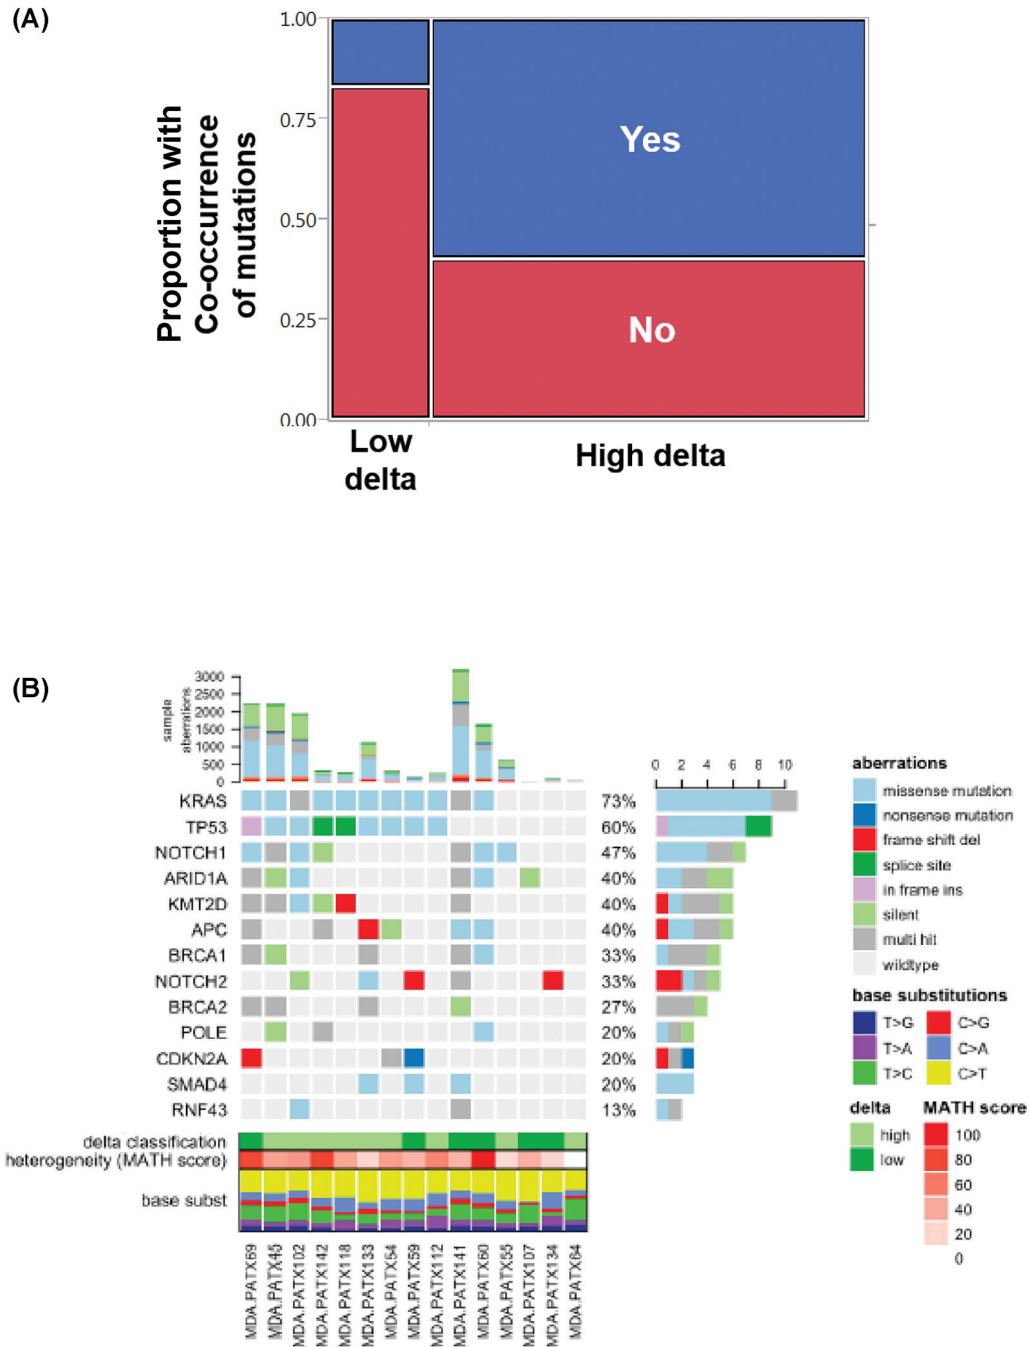 (A)
Proportion with
Co-occurrence
of mutations
1.00
0.75
0.50
0.25
0.00
Yes
No
Low
delta
High delta
(B)
sample
aberrations
3000
2500
2000
1500
1000
500
0
0 2 4 6 8 10
KRAS 73%
TP53 60%
NOTCH1 47%
ARID1A 40%
KMT2D 40%
APC 40%
BRCA1 33%
NOTCH2 33%
BRCA2 27%
POLE 20%
CDKN2A 20%
SMAD4 20%
RNF43 13%
delta classification
heterogeneity (MATH score)
base subst
MDA.PATX69
MDA.PATX45
MDA.PATX102
MDA.PATX142
MDA.PATX118
MDA.PATX133
MDA.PATX54
MDA.PATX59
MDA.PATX112
MDA.PATX141
MDA.PATX60
MDA.PATX55
MDA.PATX107
MDA.PATX134
MDA.PATX64
aberrations
missense mutation
nonsense mutation
frame shift del
splice site
in frame ins
silent
multi hit
wildtype
base substitutions
T>G C>G
T>A C>A
T>C C>T
delta
high
low
MATH score
100
80
60
40
20
0